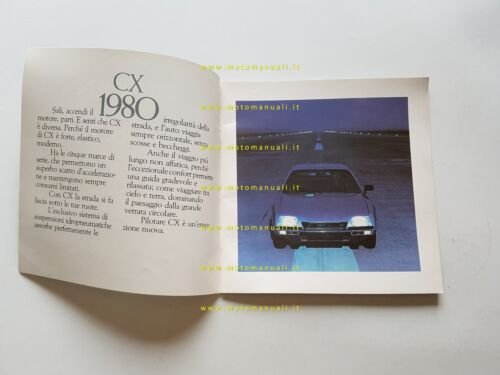 CX
1980
Sali, accendi il
motore, parti. E senti che CX
è diversa. Perché il motore
di CX è forte, elastico,
moderno.
Ha le cinque marce di
serie, che permettono un
superbo scatto d'accelerazio-
ne e mantengono sempre
consumi limitati.
Con CX la strada si fa
liscia sotto le tue ruote.
L'esclusivo sistema di
sospensioni idropneumatiche
assorbe perfettamente le
irregolarità della
strada, e l'auto viaggia
sempre orizzontale, senza
scosse e beccheggi.
Anche il viaggio più
lungo non affatica, perché
l'eccezionale confort permette
una guida gradevole e
rilassata; come viaggiare tra
cielo e terra, dominando
il paesaggio dalla grande
vetrata circolare.
Pilotare CX è un'emo-
zione nuova.
www.motomanuali.it
www.motomanuali.it
www.motomanuali.it
www.motomanuali.it
www.motomanuali.it
www.motomanuali.it